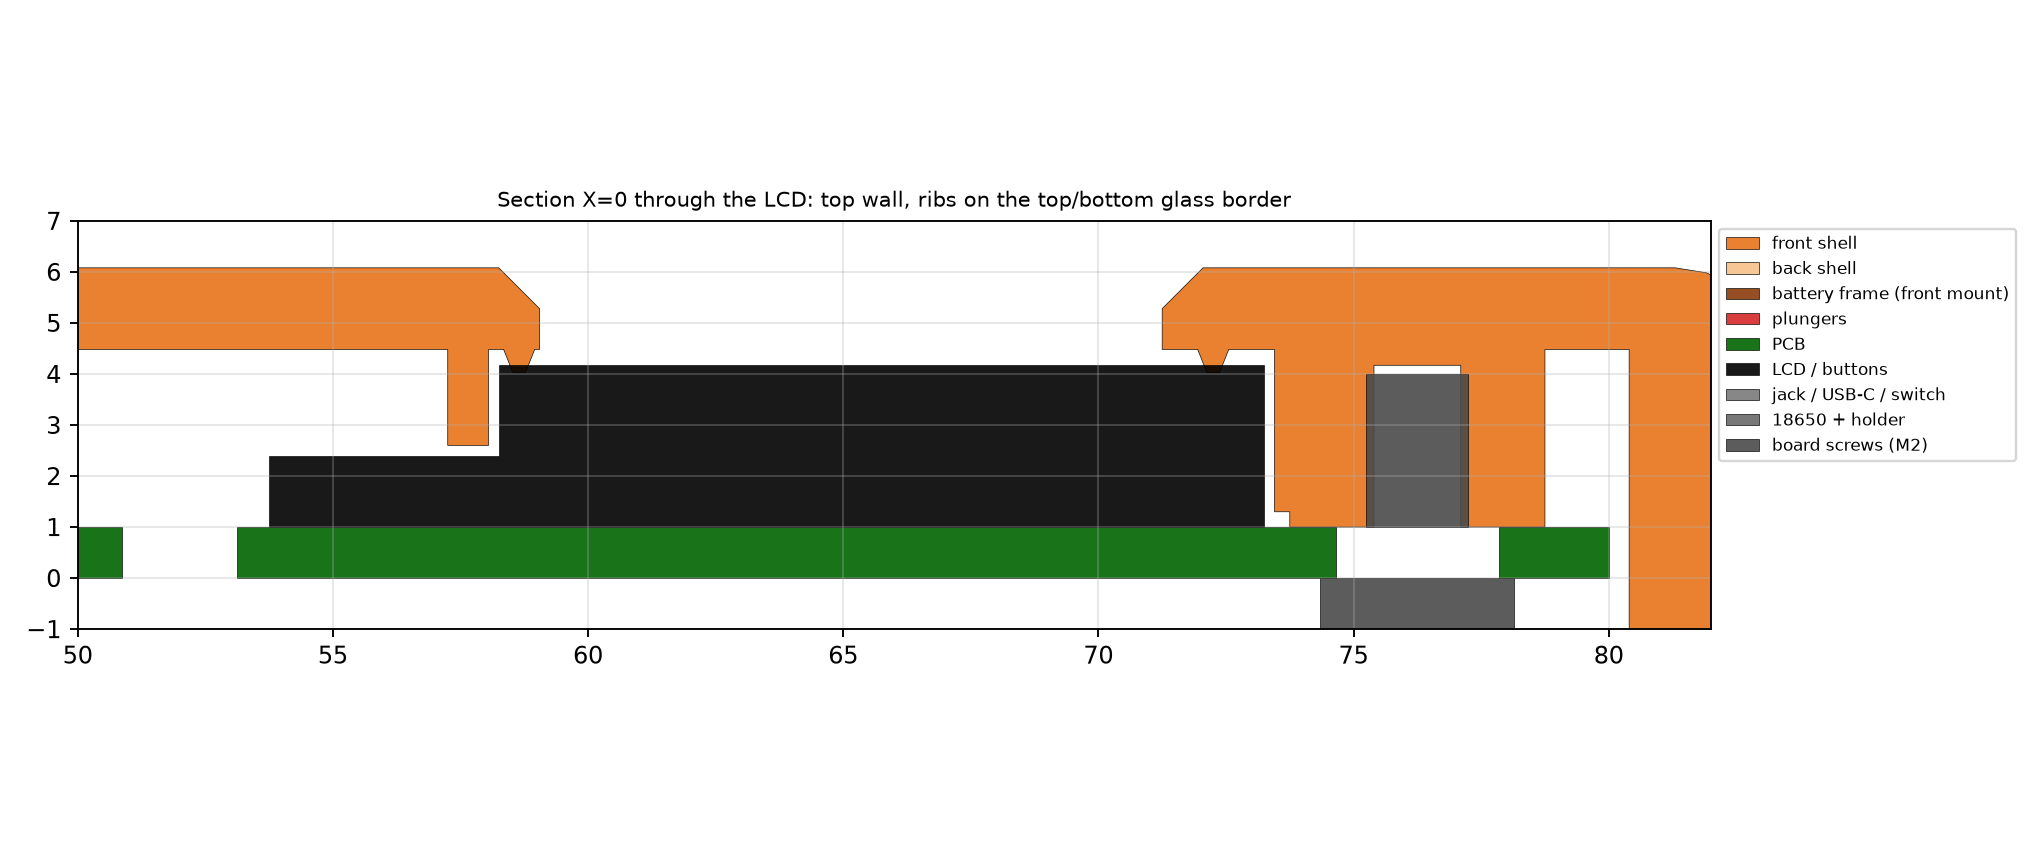 Section X=0 through the LCD: top wall, ribs on the top/bottom glass border
7
6
5
4
3
2
1
0
−1
50
55
60
65
70
75
80
front shell
back shell
battery frame (front mount)
plungers
PCB
LCD / buttons
jack / USB-C / switch
18650 + holder
board screws (M2)